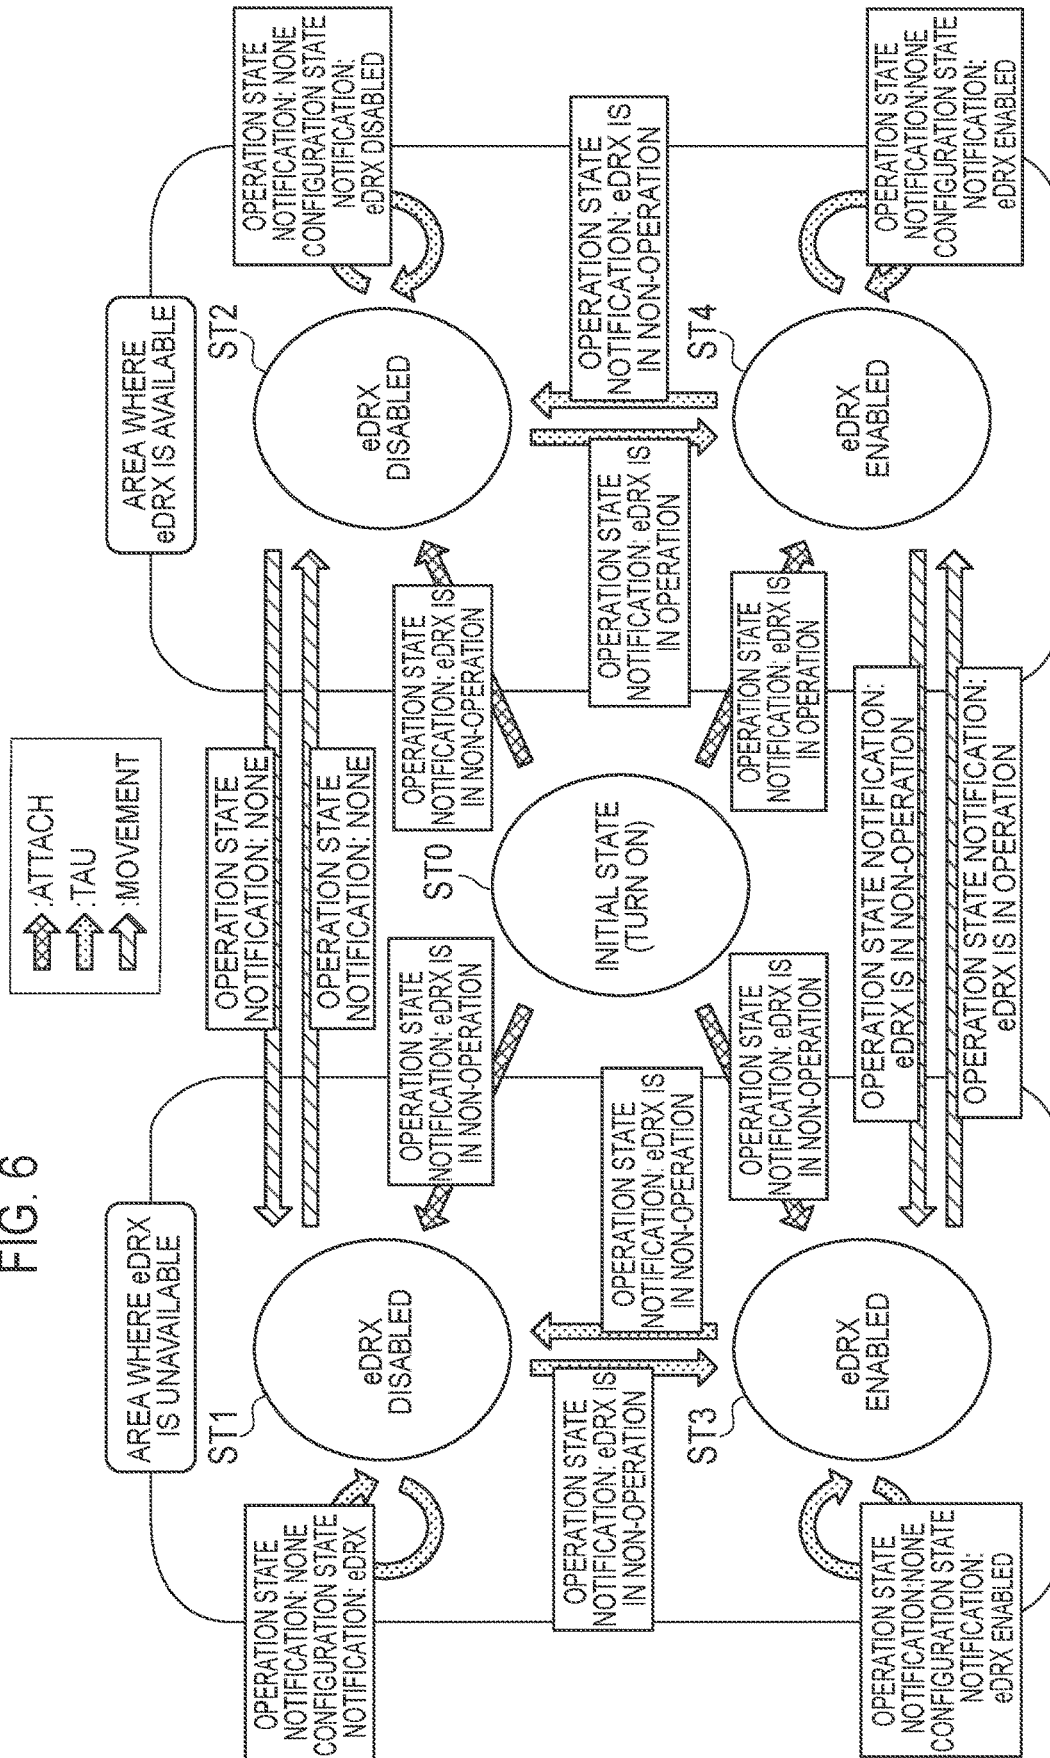 FIG. 6
:ATTACH
:TAU
:MOVEMENT
AREA WHERE eDRX
IS UNAVAILABLE
AREA WHERE
eDRX IS AVAILABLE
OPERATION STATE
NOTIFICATION: NONE
OPERATION STATE
NOTIFICATION: NONE
ST1
eDRX
DISABLED
OPERATION STATE
NOTIFICATION: NONE
CONFIGURATION STATE
NOTIFICATION: eDRX
ST2
eDRX
DISABLED
OPERATION STATE
NOTIFICATION: NONE
CONFIGURATION STATE
NOTIFICATION:
eDRX DISABLED
OPERATION STATE
NOTIFICATION: eDRX IS
IN NON-OPERATION
OPERATION STATE
NOTIFICATION: eDRX IS
IN NON-OPERATION
ST0
INITIAL STATE
(TURN ON)
OPERATION STATE
NOTIFICATION: eDRX IS
IN NON-OPERATION
OPERATION STATE
NOTIFICATION: eDRX IS
IN NON-OPERATION
OPERATION STATE
NOTIFICATION: eDRX IS
IN OPERATION
OPERATION STATE
NOTIFICATION: eDRX IS
IN NON-OPERATION
OPERATION STATE
NOTIFICATION: eDRX IS
IN NON-OPERATION
OPERATION STATE
NOTIFICATION: eDRX IS
IN OPERATION
ST3
eDRX
ENABLED
OPERATION STATE
NOTIFICATION:NONE
CONFIGURATION STATE
NOTIFICATION:
eDRX ENABLED
ST4
eDRX
ENABLED
OPERATION STATE
NOTIFICATION:NONE
CONFIGURATION STATE
NOTIFICATION:
eDRX ENABLED
OPERATION STATE NOTIFICATION:
eDRX IS IN NON-OPERATION
OPERATION STATE NOTIFICATION:
eDRX IS IN OPERATION